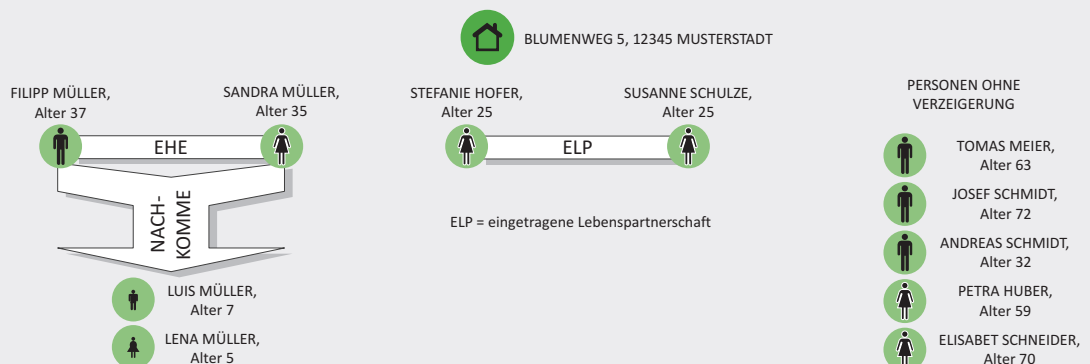 BLUMENWEG 5, 12345 MUSTERSTADT
FILIPP MÜLLER,
Alter 37
SANDRA MÜLLER,
Alter 35
EHE
NACH-
KOMME
LUIS MÜLLER,
Alter 7
LENA MÜLLER,
Alter 5
STEFANIE HOFER,
Alter 25
SUSANNE SCHULZE,
Alter 25
ELP
ELP = eingetragene Lebenspartnerschaft
PERSONEN OHNE
VERZEIGERUNG
TOMAS MEIER,
Alter 63
JOSEF SCHMIDT,
Alter 72
ANDREAS SCHMIDT,
Alter 32
PETRA HUBER,
Alter 59
ELISABET SCHNEIDER,
Alter 70